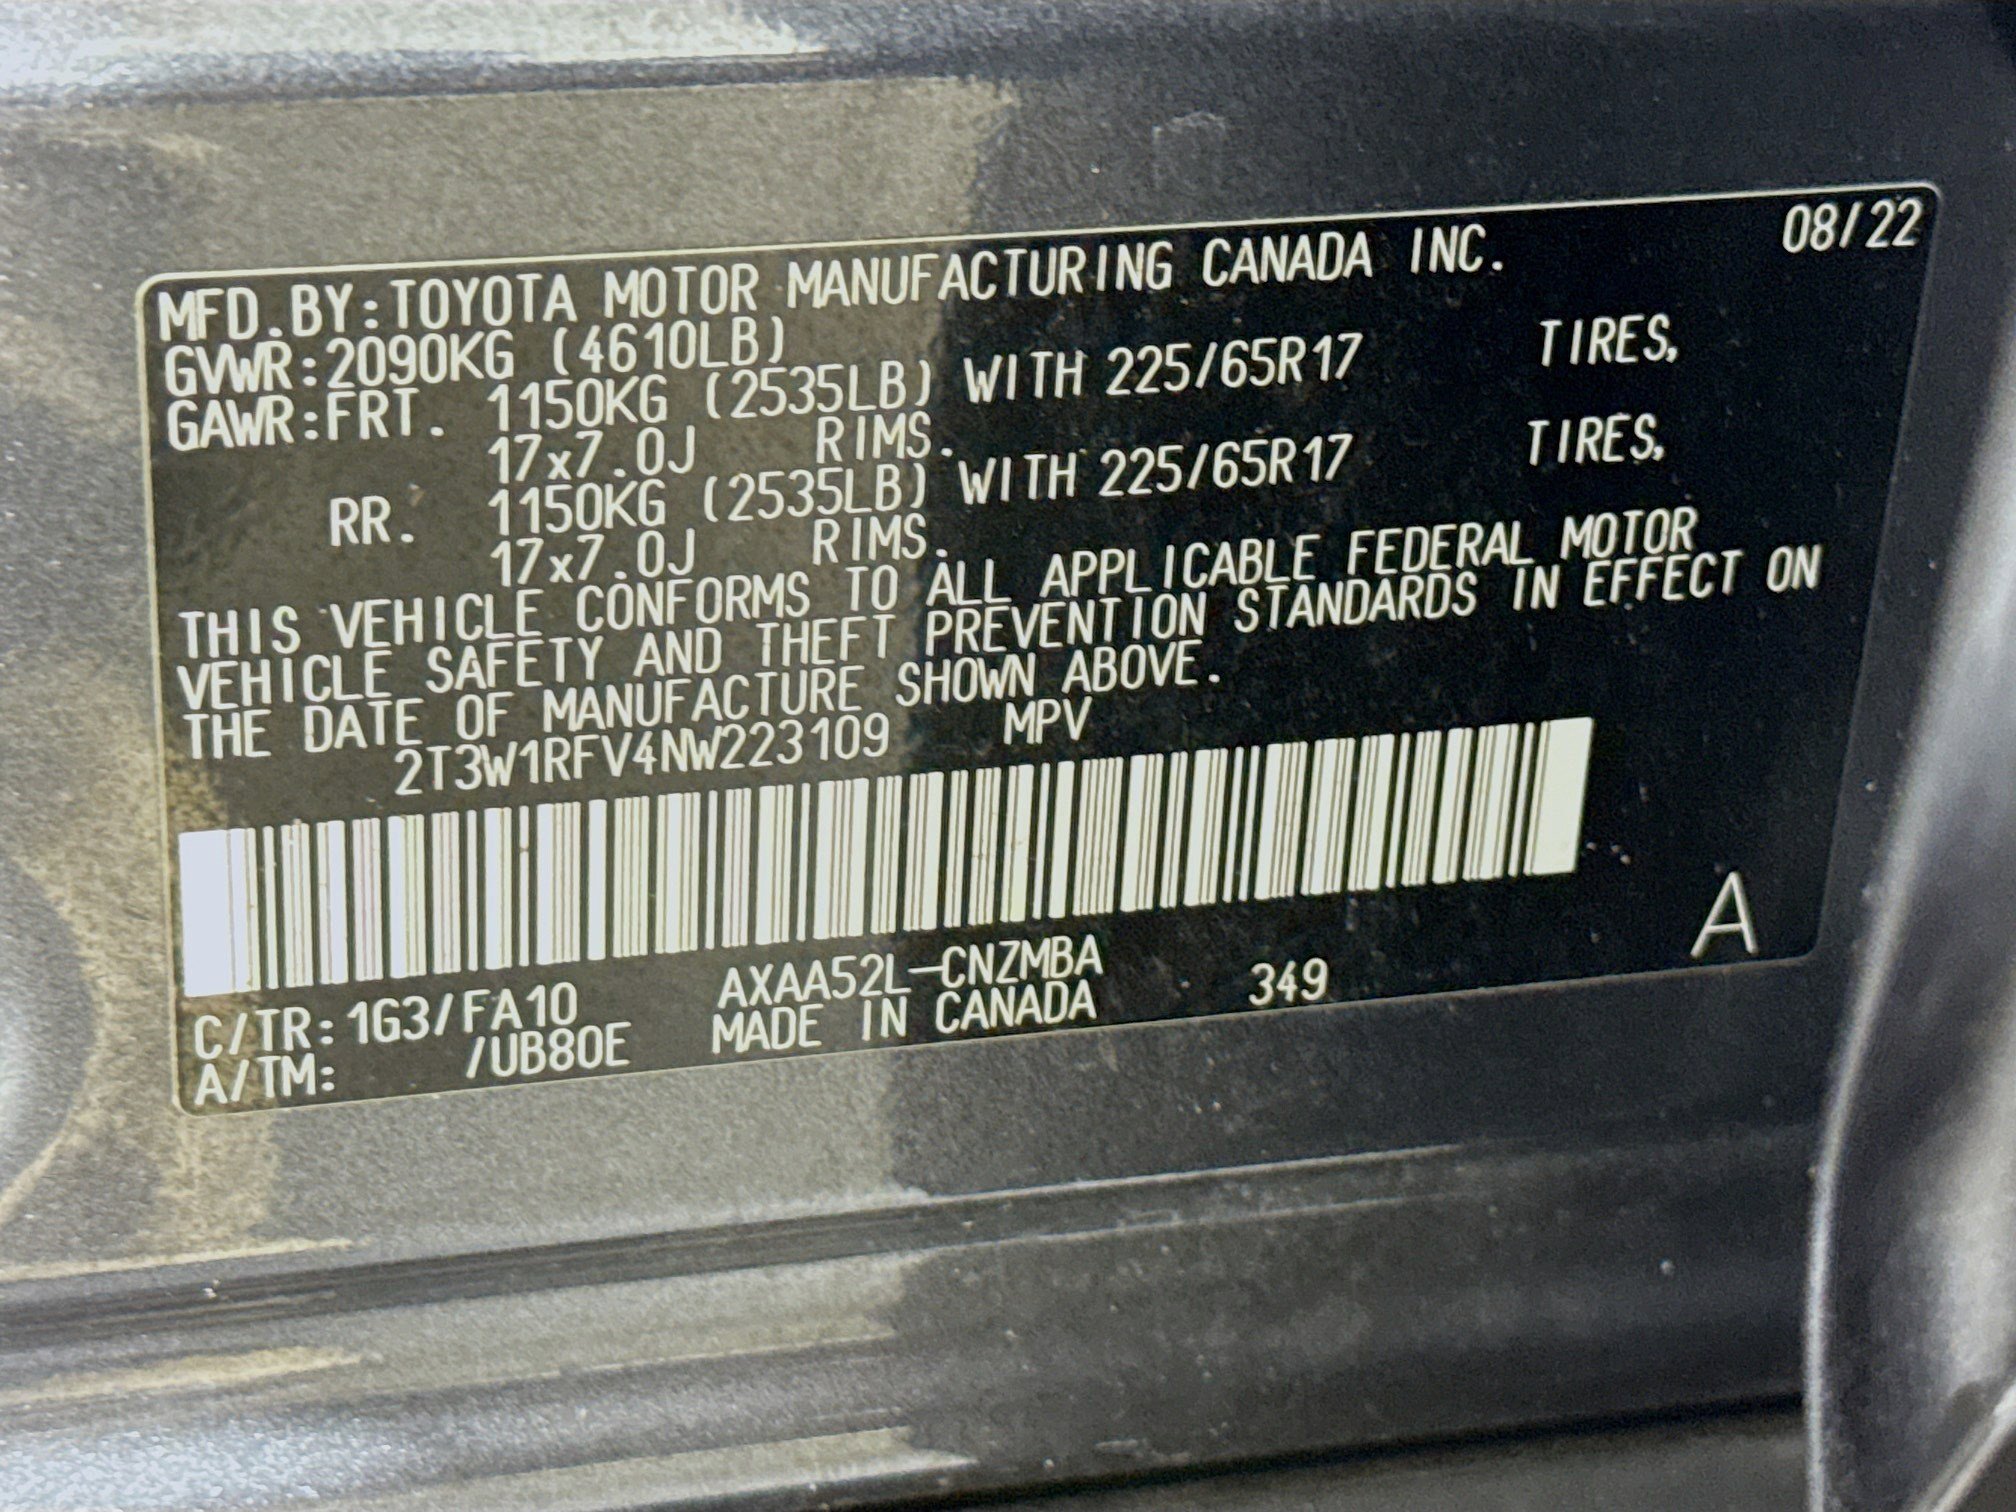 08/22
MFD.BY:TOYOTA MOTOR MANUFACTURING CANADA INC.
GVWR:2090KG (4610LB)
GAWR:FRT. 1150KG (2535LB) WITH 225/65R17 TIRES,
17x7.0J RIMS.
RR. 1150KG (2535LB) WITH 225/65R17 TIRES,
17x7.0J RIMS.
THIS VEHICLE CONFORMS TO ALL APPLICABLE FEDERAL MOTOR
VEHICLE SAFETY AND THEFT PREVENTION STANDARDS IN EFFECT ON
THE DATE OF MANUFACTURE SHOWN ABOVE.
2T3W1RFV4NW223109 MPV
A
C/TR:1G3/FA10 AXAA52L-CNZMBA 349
A/TM: /UB80E MADE IN CANADA